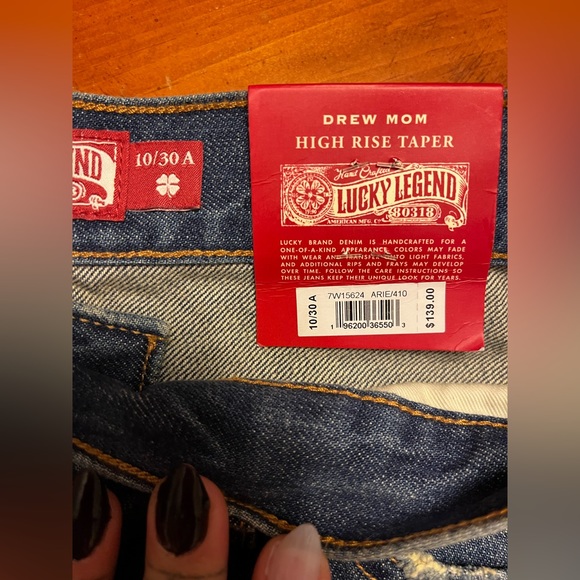 DREW MOM
HIGH RISE TAPER
Hand Crafted
LUCKY LEGEND
AMERICAN MFG. CO.
80318
LUCKY BRAND DENIM IS HANDCRAFTED FOR A
ONE-OF-A-KIND APPEARANCE. COLORS MAY FADE
WITH WEAR AND TRANSFER ONTO LIGHT FABRICS,
AND ADDITIONAL RIPS AND FRAYS MAY DEVELOP
OVER TIME. FOLLOW THE CARE INSTRUCTIONS SO
THESE JEANS KEEP THEIR UNIQUE LOOK FOR YEARS.
10/30 A
7W15624 ARIE/410
1 96200 36550 3
$139.00
END
10/30 A